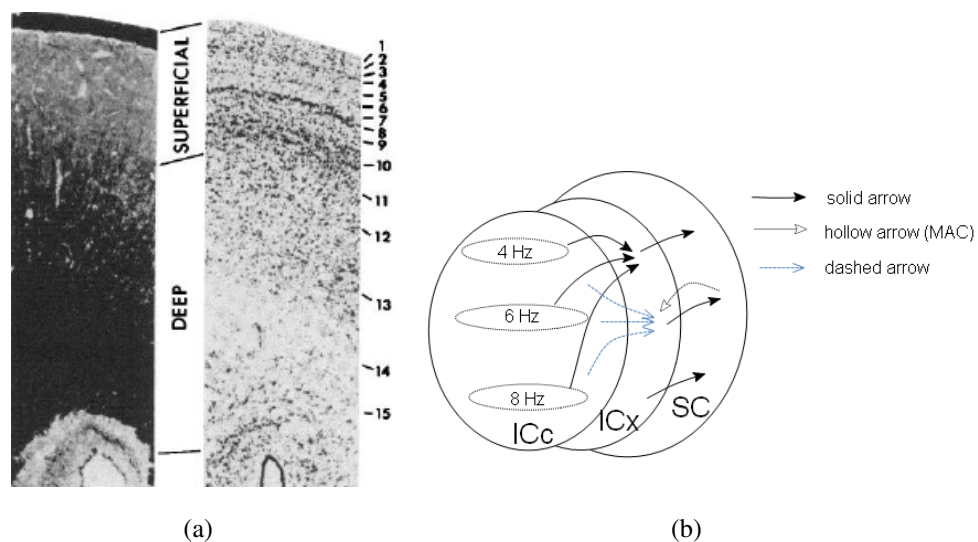 SUPERFICIAL
DEEP
1
2
3
4
5
6
7
8
9
10
11
12
13
14
15
(a)
4 Hz
6 Hz
8 Hz
ICc
ICx
SC
solid arrow
hollow arrow (MAC)
dashed arrow
(b)